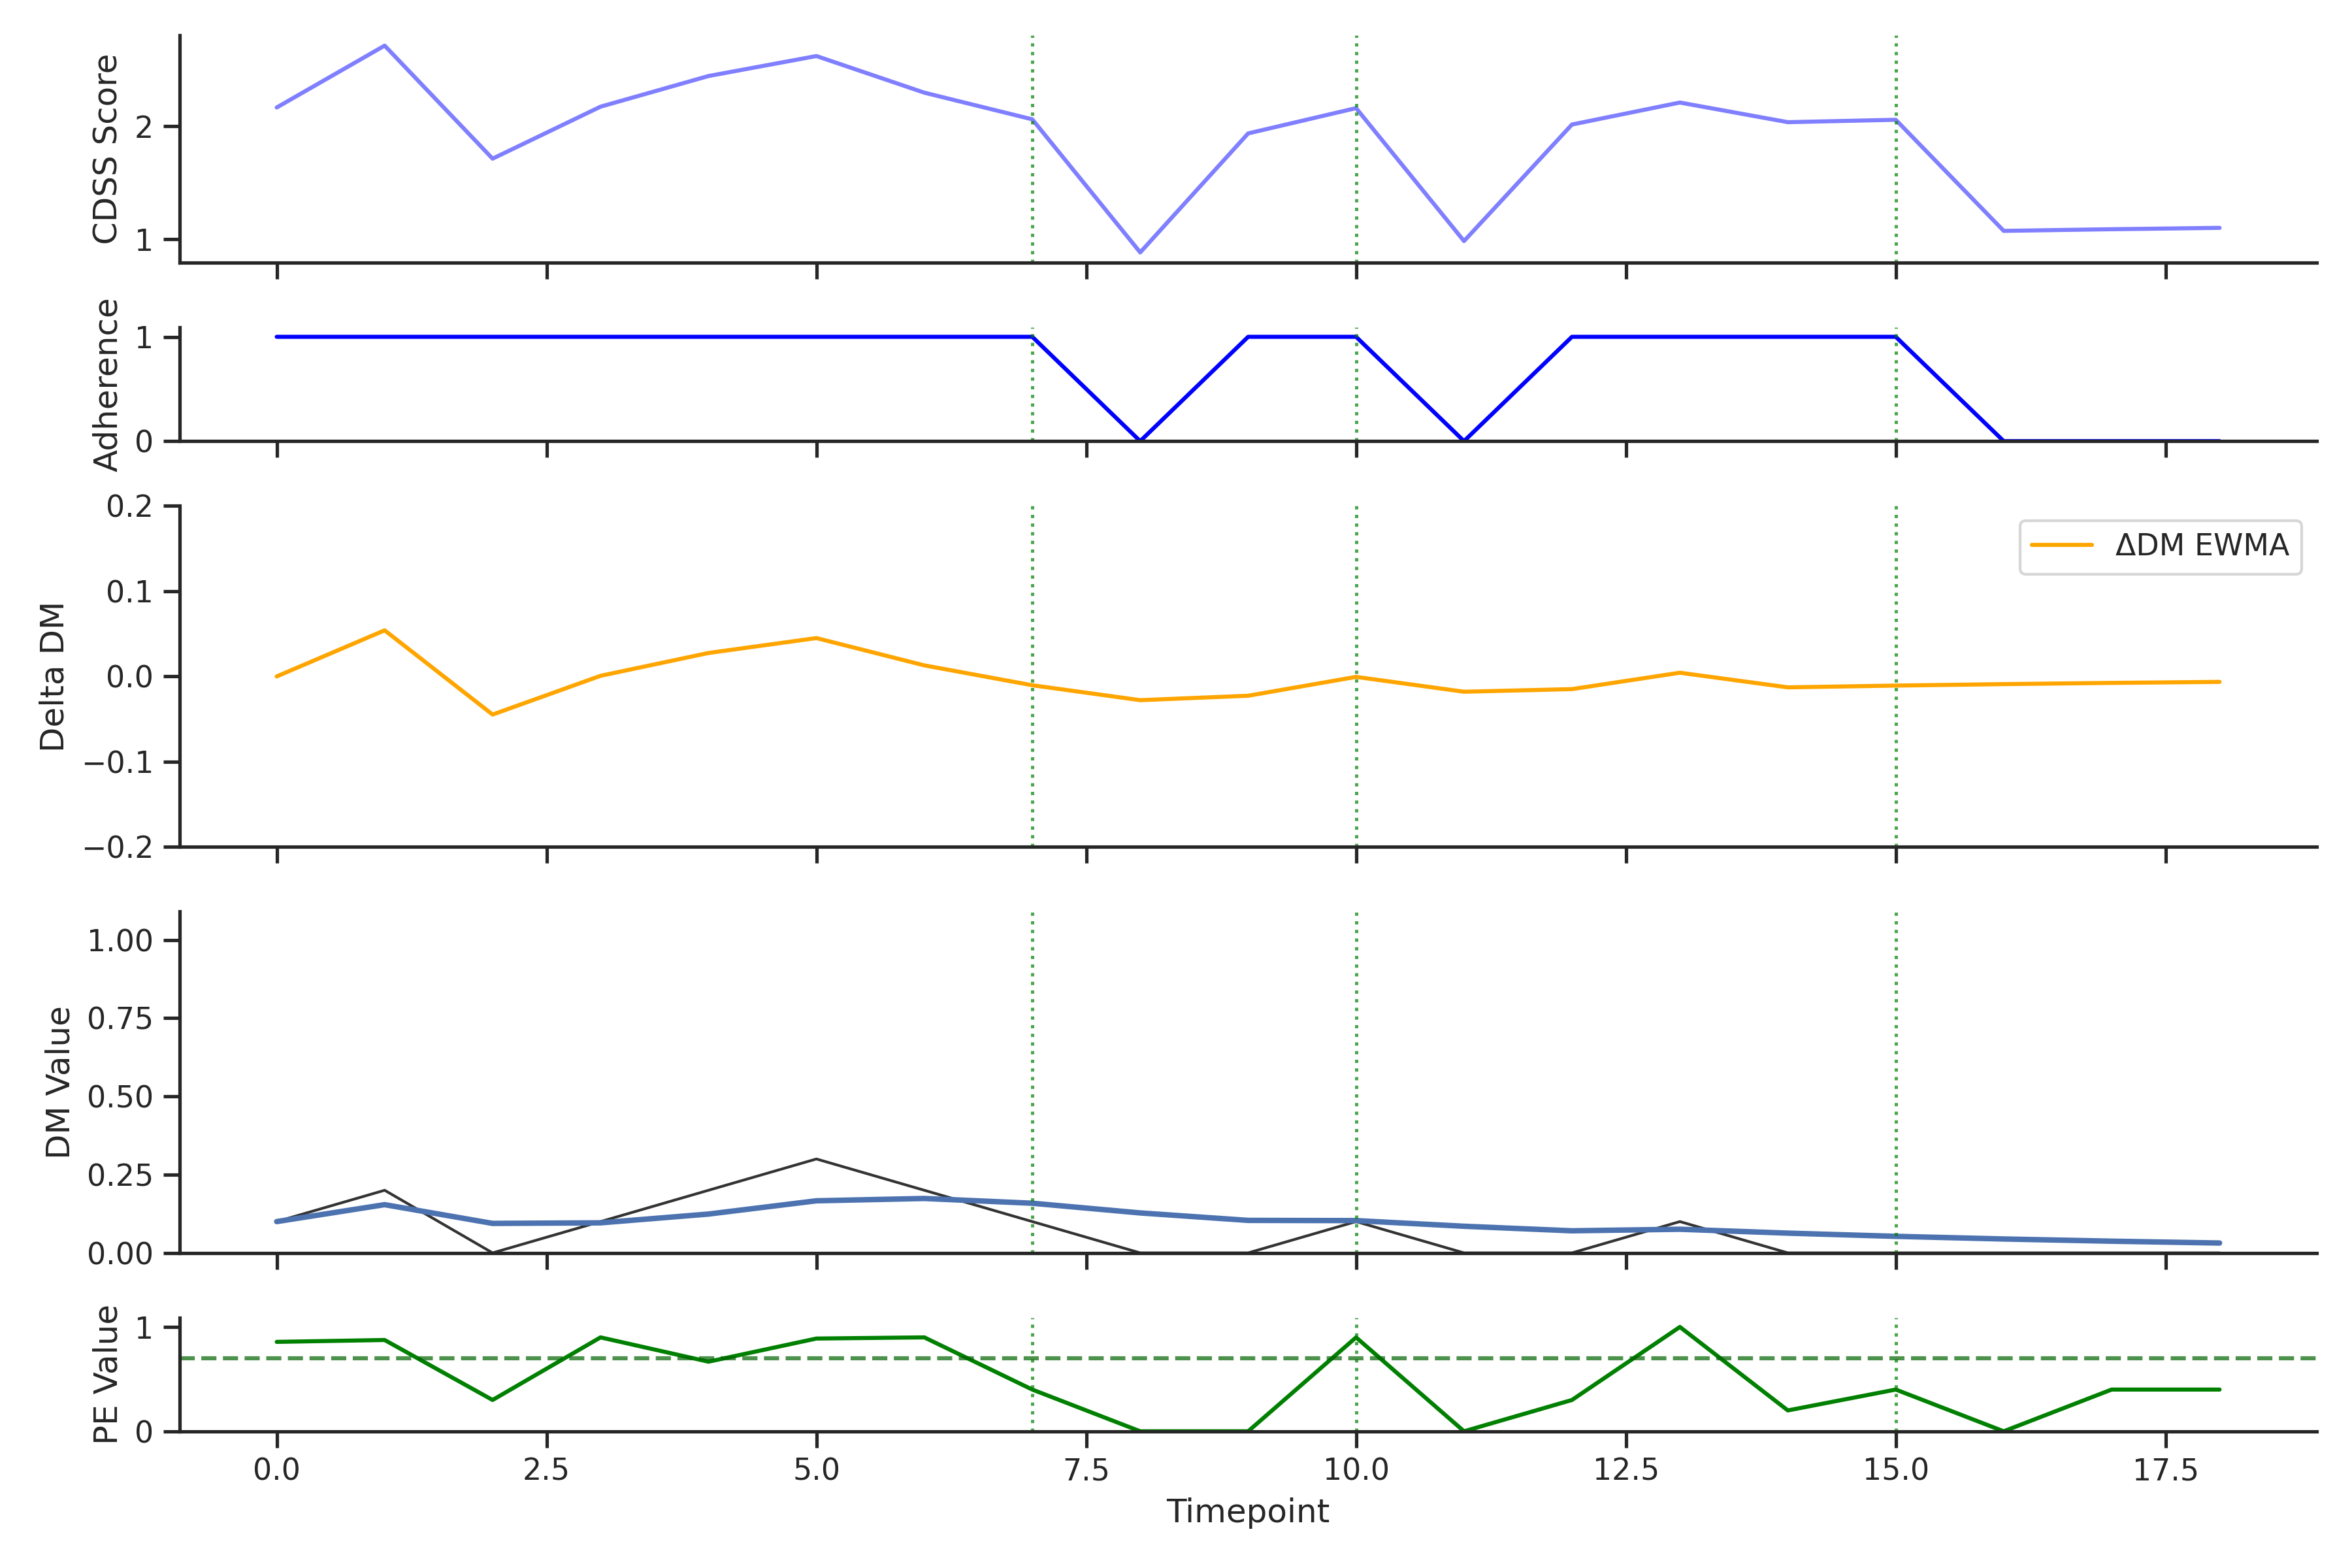 CDSS Score
2
1
Adherence
1
0
Delta DM
0.2
0.1
0.0
−0.1
−0.2
ΔDM EWMA
DM Value
1.00
0.75
0.50
0.25
0.00
PE Value
1
0
0.0 2.5 5.0 7.5 10.0 12.5 15.0 17.5
Timepoint